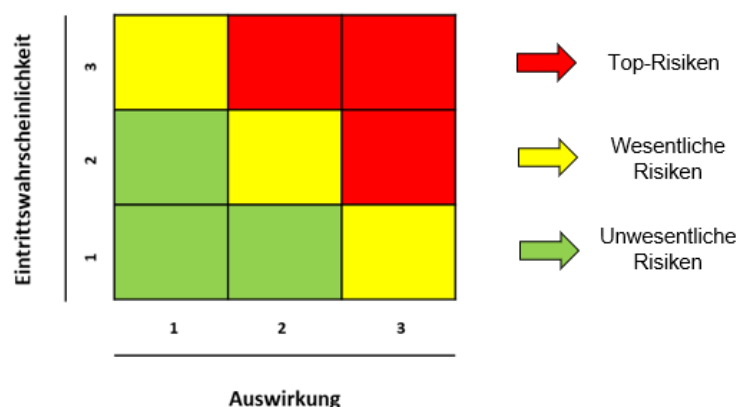 Eintrittswahrscheinlichkeit
3
2
1
1 2 3
Auswirkung
Top-Risiken
Wesentliche
Risiken
Unwesentliche
Risiken